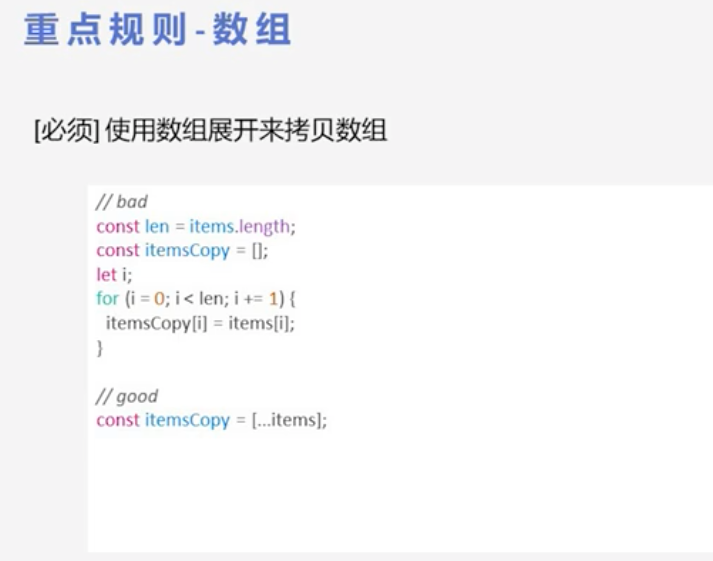 重点规则-数组
[必须] 使用数组展开来拷贝数组
// bad
const len = items.length;
const itemsCopy = [];
let i;
for (i = 0; i < len; i += 1) {
  itemsCopy[i] = items[i];
}
// good
const itemsCopy = [...items];